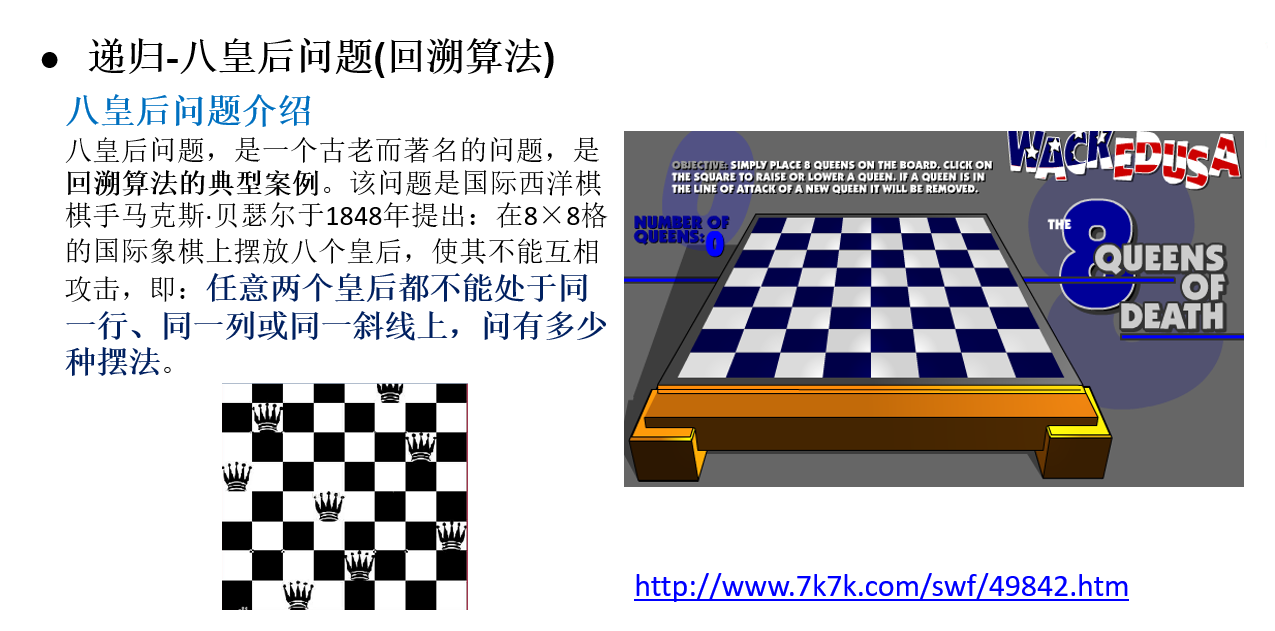 ● 递归-八皇后问题(回溯算法)
八皇后问题介绍
八皇后问题，是一个古老而著名的问题，是
回溯算法的典型案例。该问题是国际西洋棋
棋手马克斯·贝瑟尔于1848年提出：在8×8格
的国际象棋上摆放八个皇后，使其不能互相
攻击，即：任意两个皇后都不能处于同
一行、同一列或同一斜线上，问有多少
种摆法。
OBJECTIVE: SIMPLY PLACE 8 QUEENS ON THE BOARD. CLICK ON
THE SQUARE TO RAISE OR LOWER A QUEEN. IF A QUEEN IS IN
THE LINE OF ATTACK OF A NEW QUEEN IT WILL BE REMOVED.
WACKEDUSA
NUMBER OF
QUEENS: 0
THE
8
QUEENS
OF
DEATH
http://www.7k7k.com/swf/49842.htm